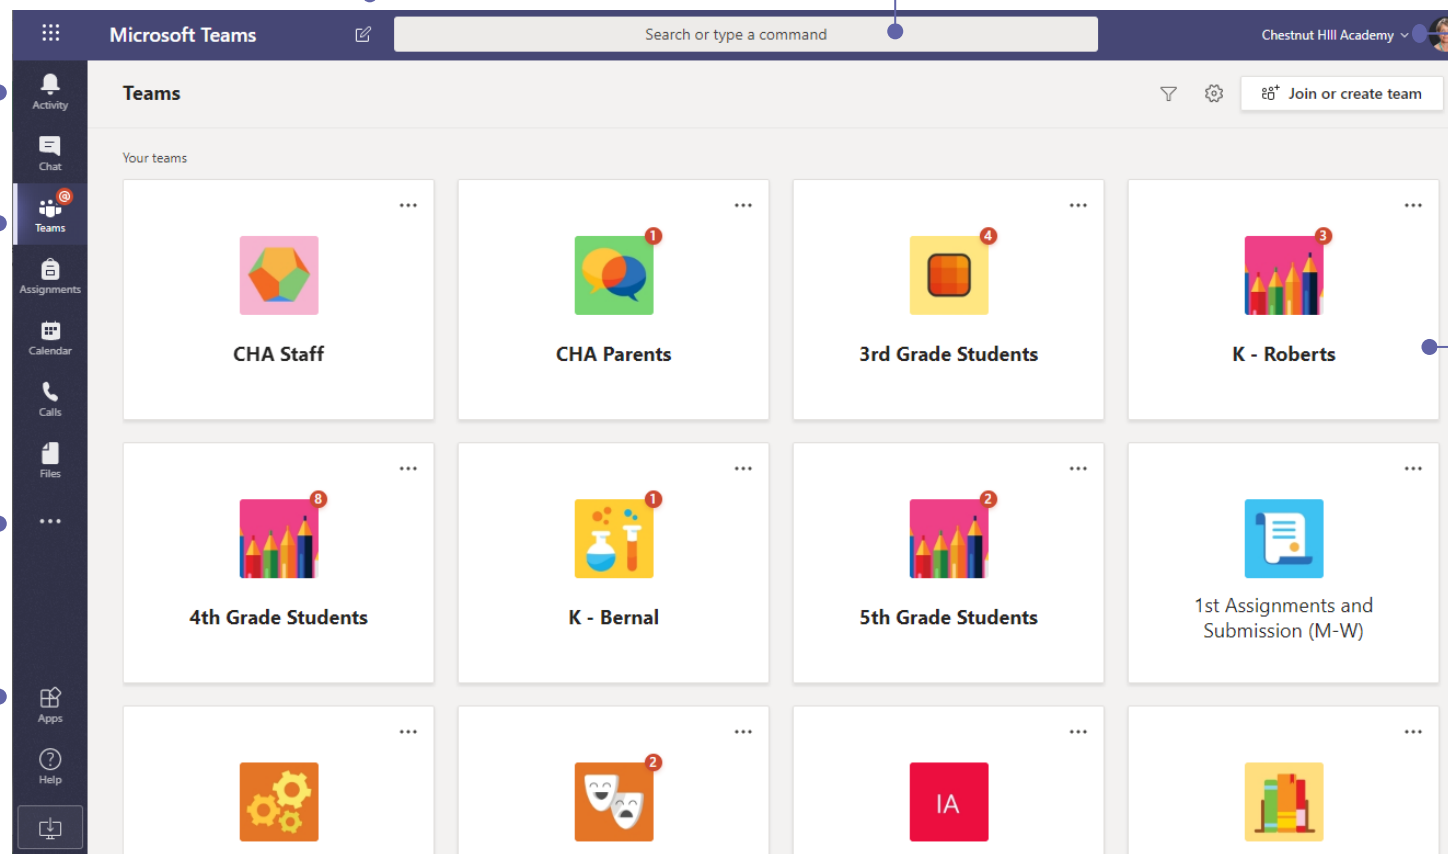 Microsoft Teams
Search or type a command
Chestnut HIll Academy
Activity
Chat
@
Teams
Assignments
Calendar
Calls
Files
Apps
Help
Teams
Join or create team
Your teams
CHA Staff
1
CHA Parents
4
3rd Grade Students
3
K - Roberts
8
4th Grade Students
1
K - Bernal
2
5th Grade Students
1st Assignments and
Submission (M-W)
2
IA